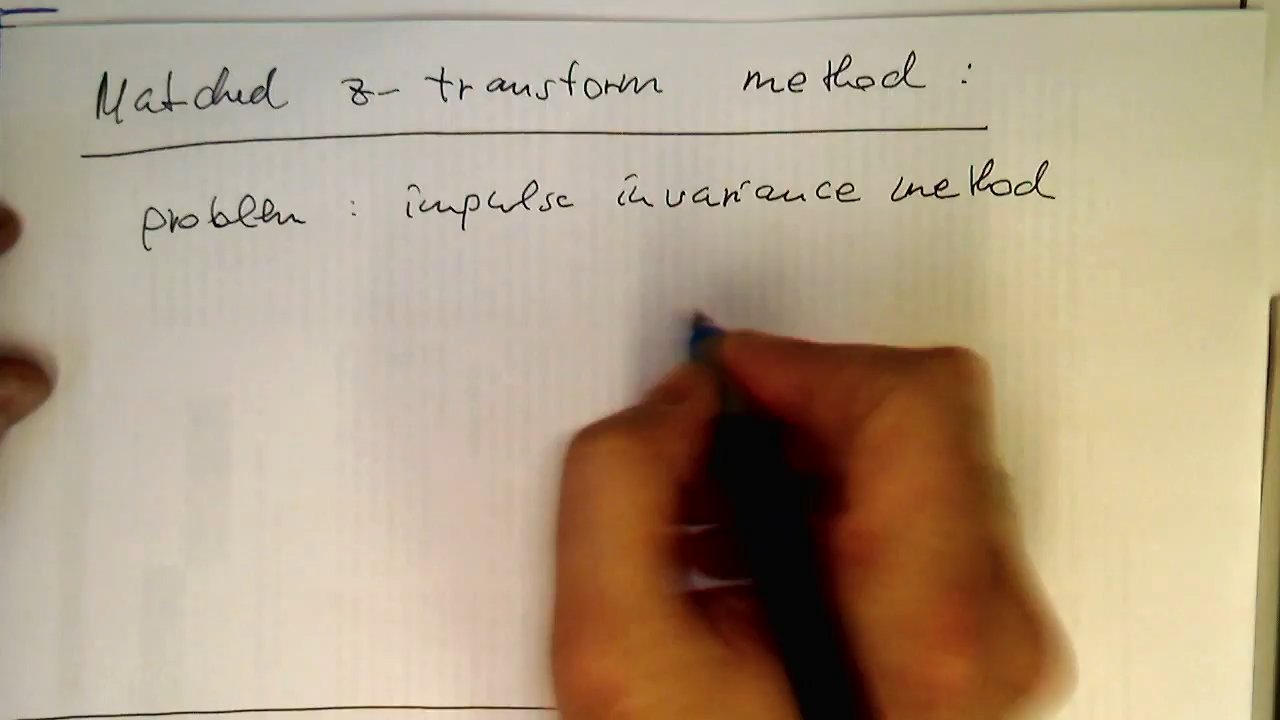 Matched z-transform method :
problem : impulse invariance method